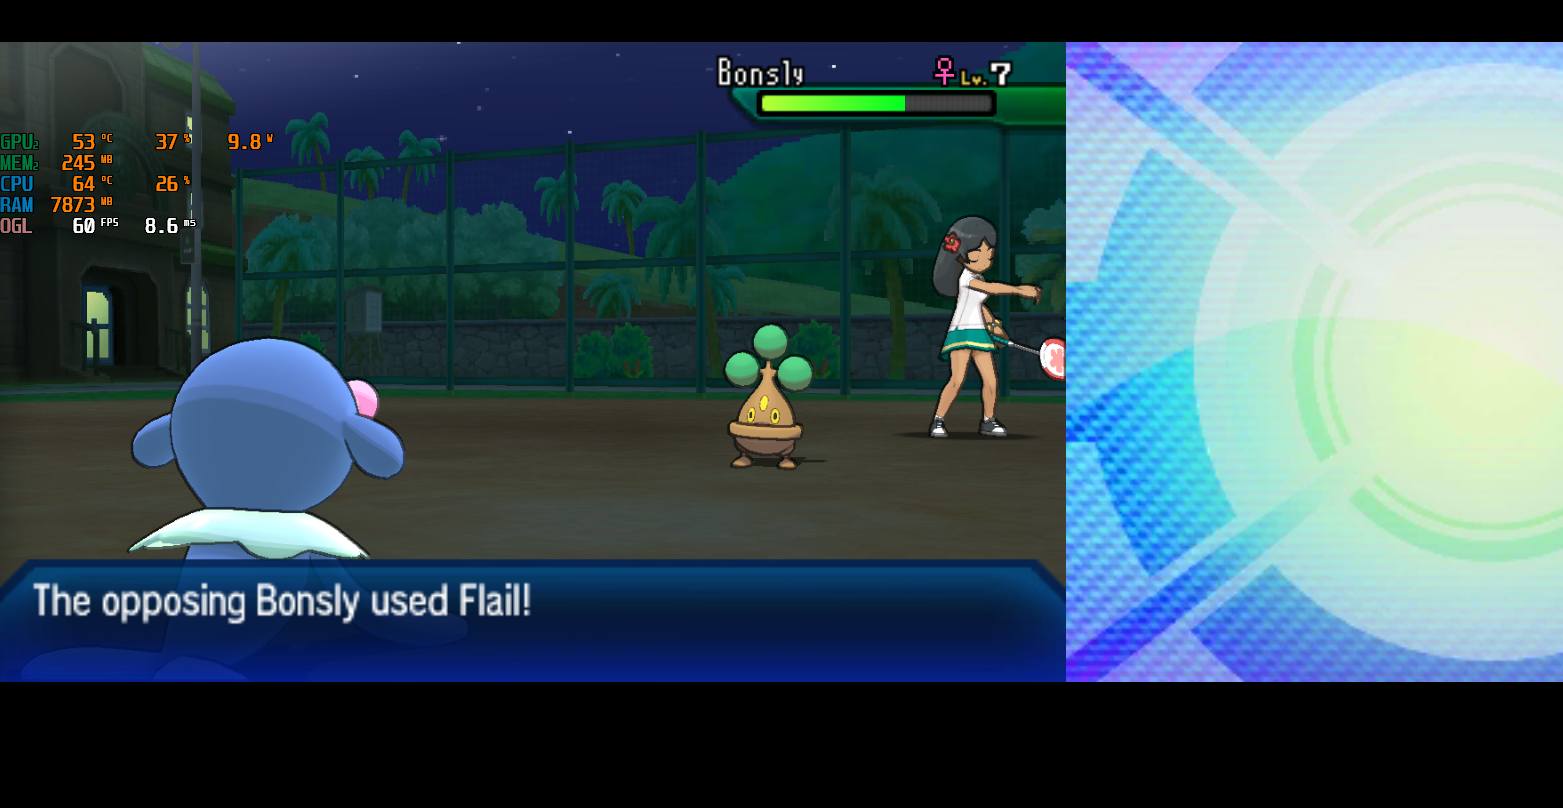 Bonsly ♀ Lv. 7
GPU2 53 °C 37 % 9.8 W
MEM2 245 MB
CPU 64 °C 26 %
RAM 7873 MB
OGL 60 FPS 8.6 ms
The opposing Bonsly used Flail!